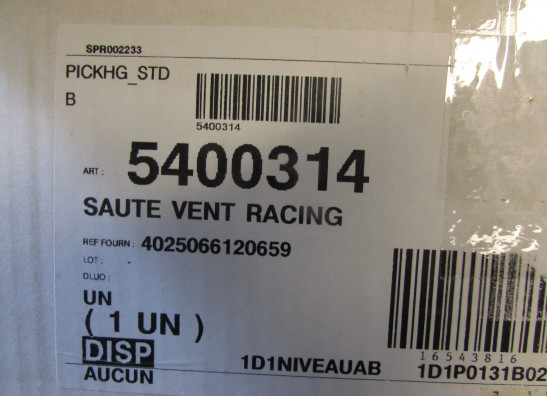 SPR002233
PICKHG_STD
B
5400314
ART: 5400314
SAUTE VENT RACING
REF FOURN: 4025066120659
LOT: -
DLUO:
UN
( 1 UN )
DISP
AUCUN
1D1NIVEAUAB
16543816
1D1P0131B02